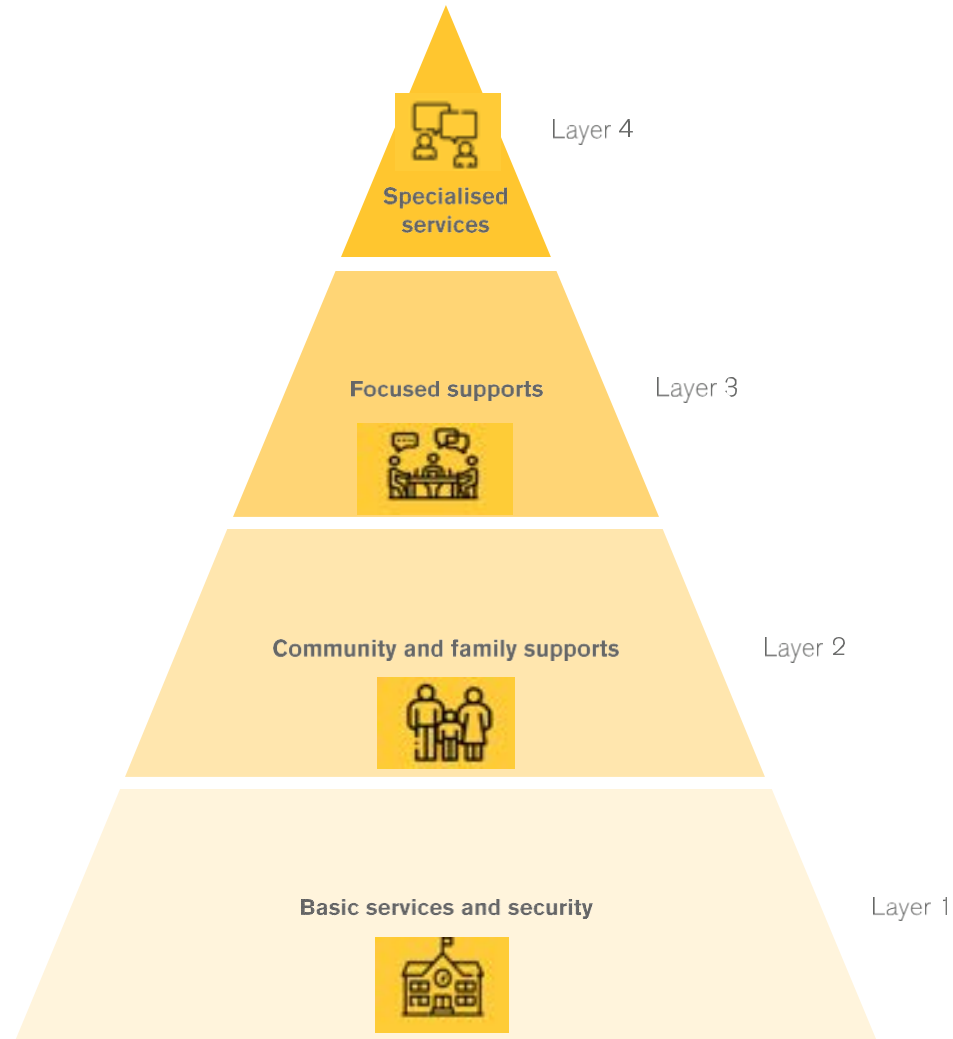 Layer 4
Specialised
services
Focused supports
Layer 3
Community and family supports
Layer 2
Basic services and security
Layer 1